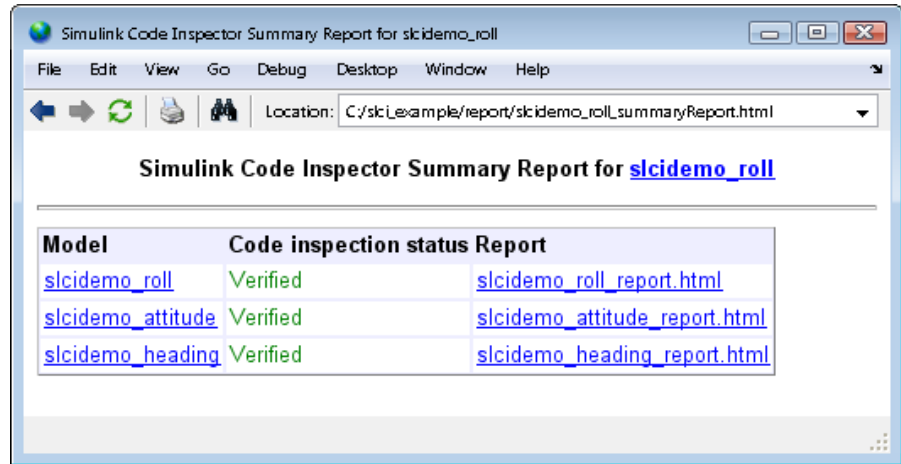 Simulink Code Inspector Summary Report for slcidemo_roll
File Edit View Go Debug Desktop Window Help
Location: C:/slci_example/report/slcidemo_roll_summaryReport.html
Simulink Code Inspector Summary Report for slcidemo_roll
Model Code inspection status Report
slcidemo_roll Verified slcidemo_roll_report.html
slcidemo_attitude Verified slcidemo_attitude_report.html
slcidemo_heading Verified slcidemo_heading_report.html